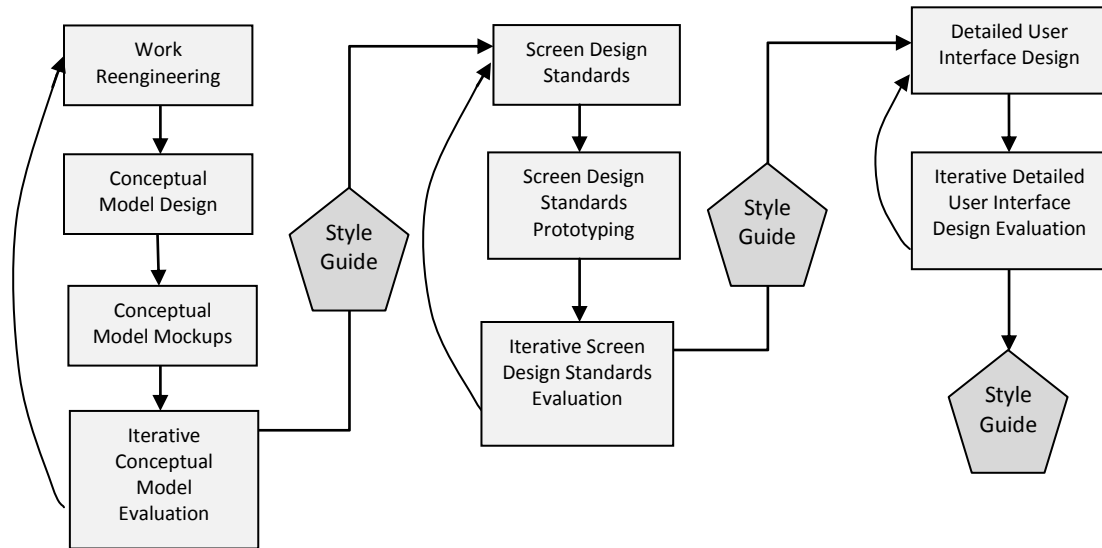 Work
Reengineering
Conceptual
Model Design
Conceptual
Model Mockups
Iterative
Conceptual
Model
Evaluation
Style
Guide
Screen Design
Standards
Screen Design
Standards
Prototyping
Iterative Screen
Design Standards
Evaluation
Style
Guide
Detailed User
Interface Design
Iterative Detailed
User Interface
Design Evaluation
Style
Guide